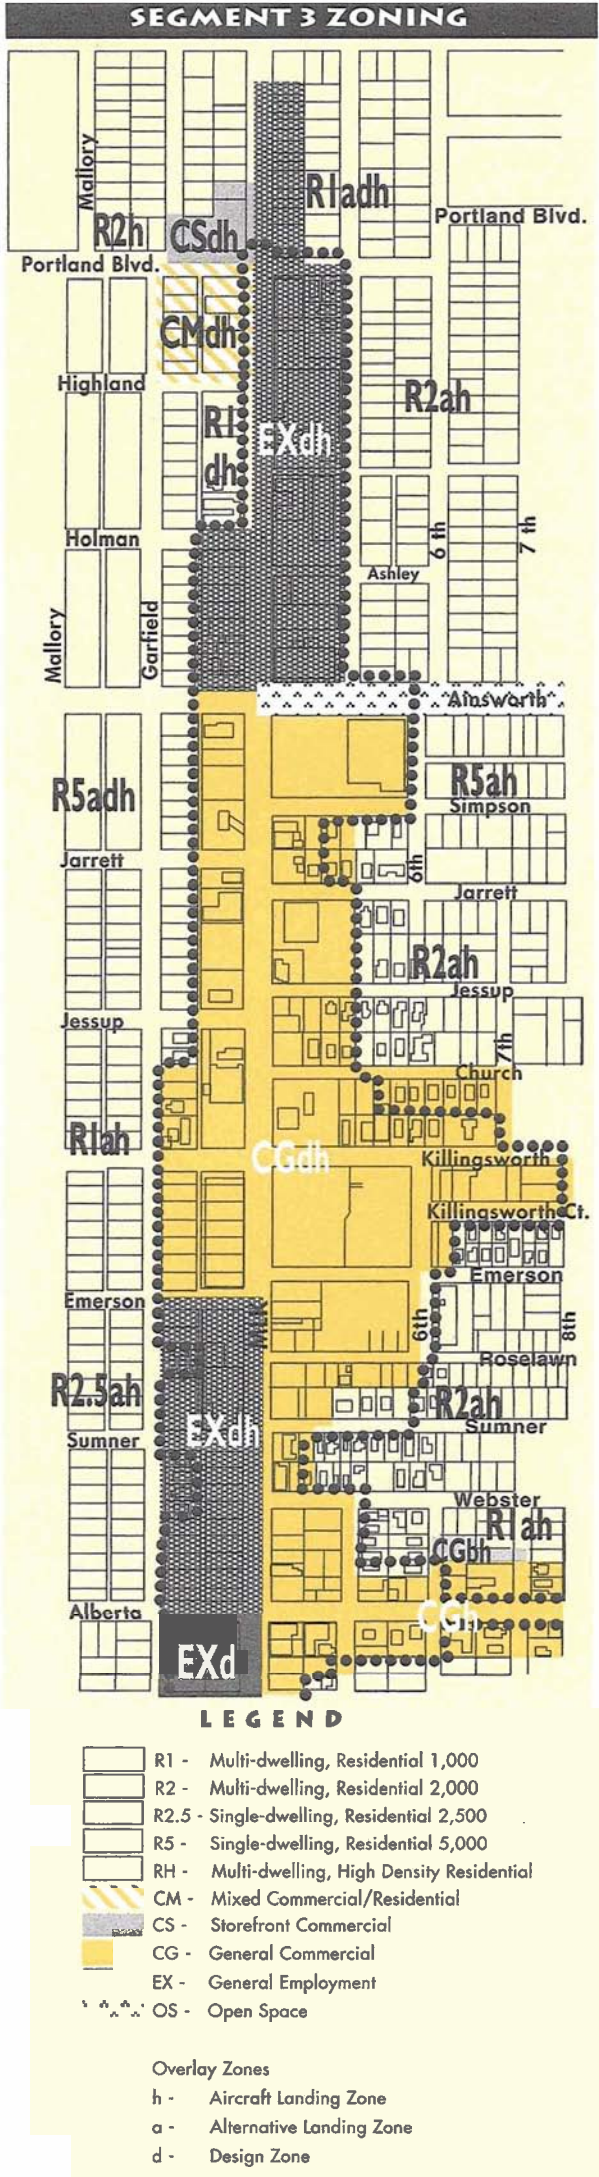 SEGMENT 3 ZONING
Mallory
R1adh
Portland Blvd.
R2h
CSdh
Portland Blvd.
CMdh
Highland
R2ah
R1
dh
EXdh
Holman
6 th
7 th
Ashley
Mallory
Garfield
Ainsworth
R5adh
R5ah
Simpson
Jarrett
6th
Jarrett
R2ah
Jessup
Jessup
7th
Church
R1ah
CGdh
Killingsworth
Killingsworth Ct.
Emerson
Emerson
MLK
6th
8th
Roselawn
R2.5ah
R2ah
EXdh
Sumner
Sumner
Webster
R1ah
CGbh
Alberta
CGh
EXd
LEGEND
R1 - Multi-dwelling, Residential 1,000
R2 - Multi-dwelling, Residential 2,000
R2.5 - Single-dwelling, Residential 2,500
R5 - Single-dwelling, Residential 5,000
RH - Multi-dwelling, High Density Residential
CM - Mixed Commercial/Residential
CS - Storefront Commercial
CG - General Commercial
EX - General Employment
OS - Open Space
Overlay Zones
h - Aircraft Landing Zone
a - Alternative Landing Zone
d - Design Zone